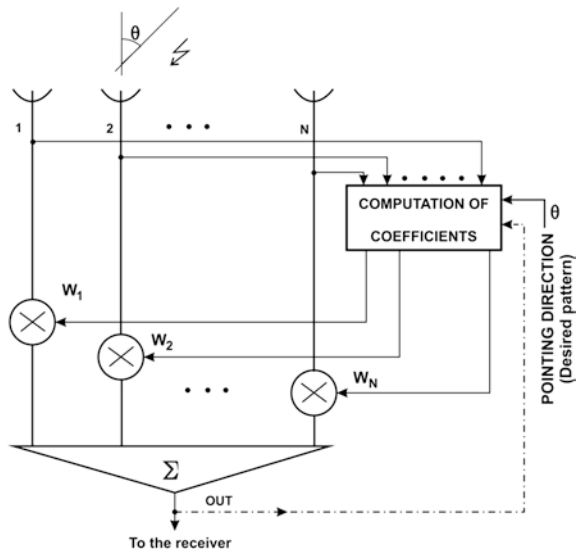 θ
1
2
N
COMPUTATION OF
COEFFICIENTS
θ
POINTING DIRECTION
(Desired pattern)
W1
W2
WN
Σ
OUT
To the receiver